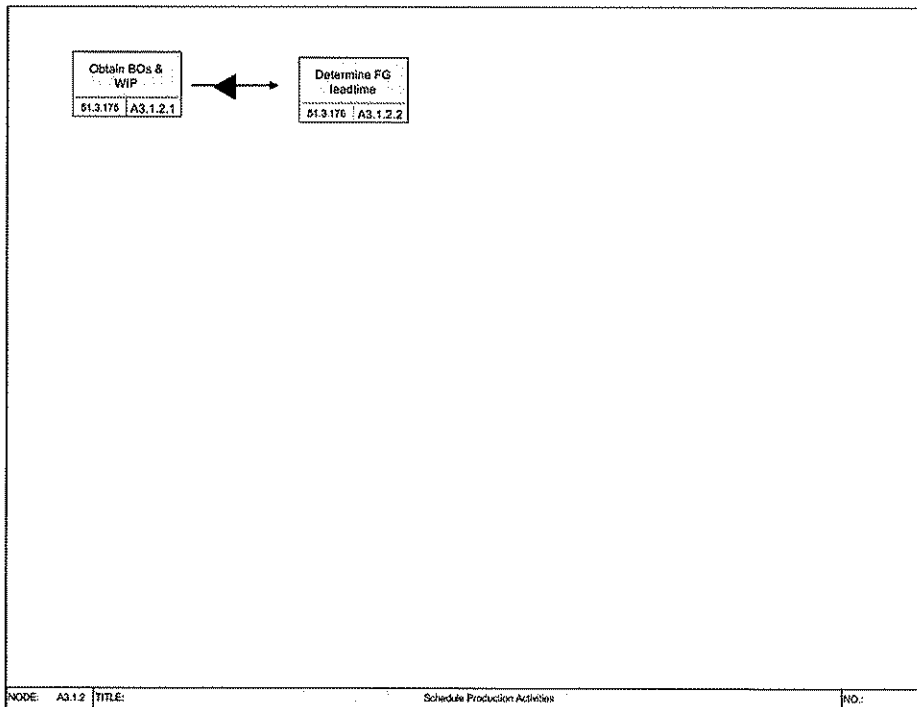 Obtain BOs &
WIP
51.3.175 A3.1.2.1
Determine FG
leadtime
51.3.176 A3.1.2.2
NODE: A3.1.2 TITLE: Schedule Production Activities NO.: